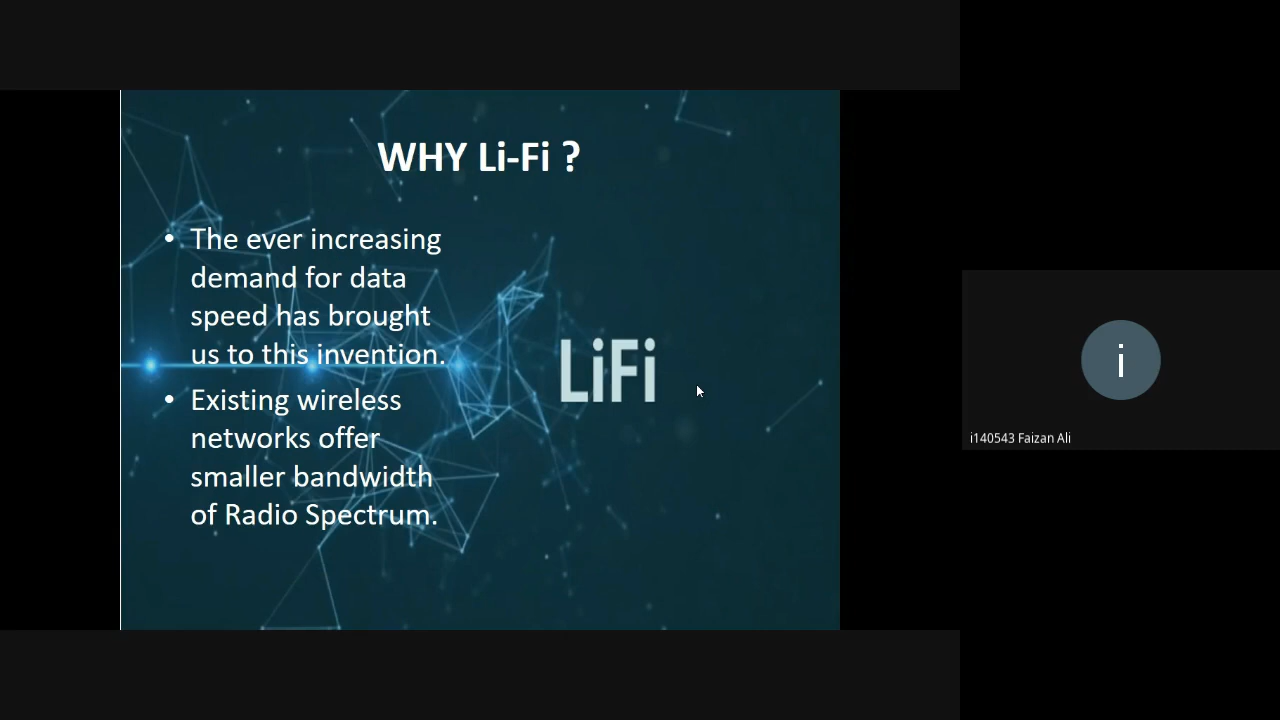 WHY Li-Fi ?
• The ever increasing
demand for data
speed has brought
us to this invention.
• Existing wireless
networks offer
smaller bandwidth
of Radio Spectrum.
LiFi
i
i140543 Faizan Ali